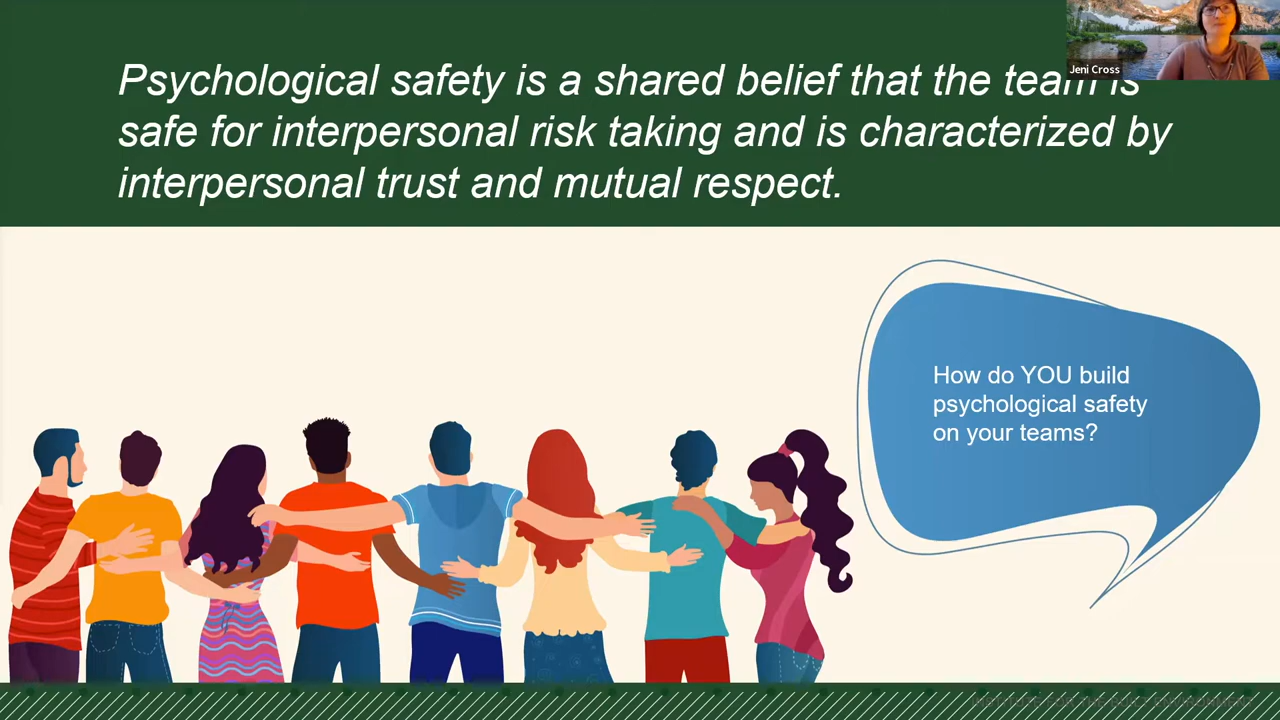 Jeni Cross
Psychological safety is a shared belief that the team is
safe for interpersonal risk taking and is characterized by
interpersonal trust and mutual respect.
How do YOU build
psychological safety
on your teams?